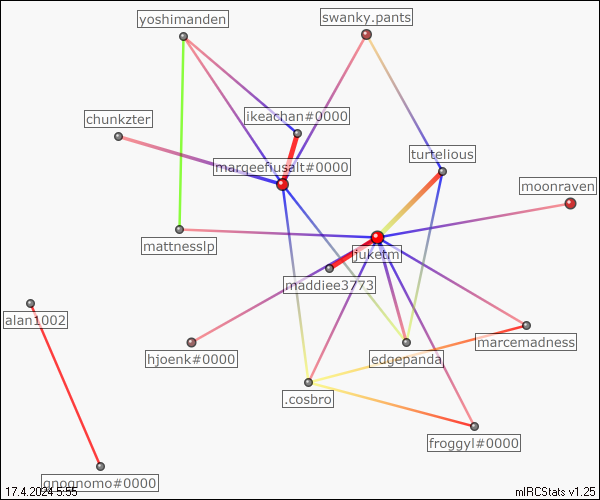 yoshimanden
swanky.pants
chunkzter
ikeachan#0000
turtelious
margeefiusalt#0000
moonraven
mattnesslp
juketm
maddiee3773
alan1002
hjoenk#0000
edgepanda
marcemadness
.cosbro
froggyl#0000
gnognomo#0000
17.4.2024 5:55
mIRCStats v1.25